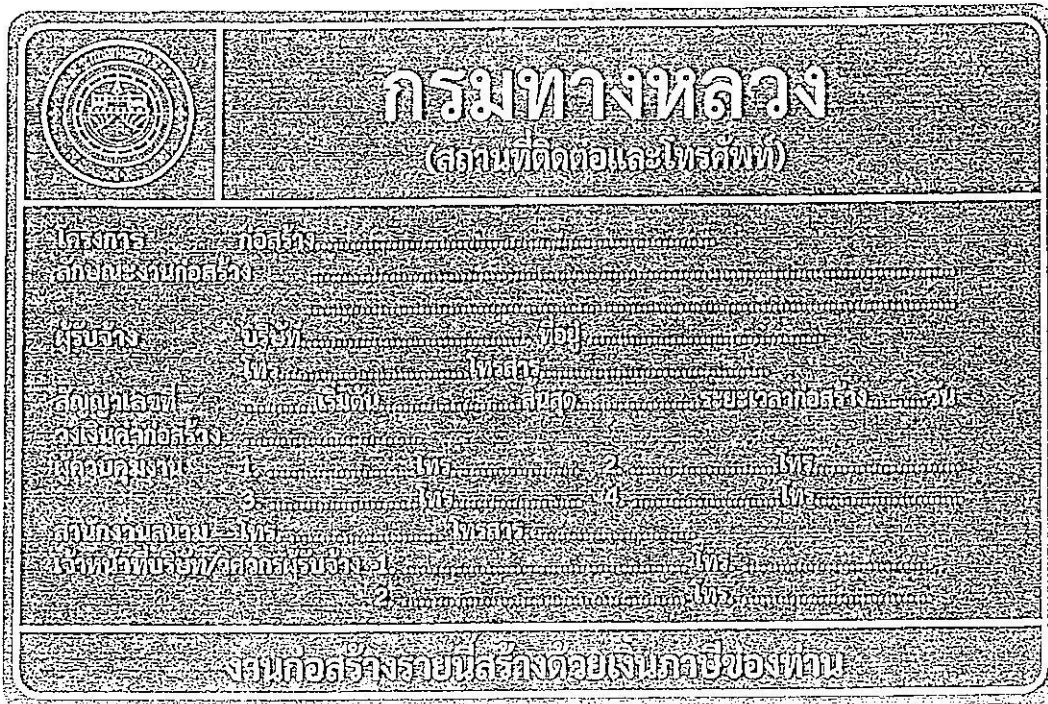 กรมทางหลวง
(สถานที่ติดต่อและโทรศัพท์)
โครงการ ก่อสร้าง
ลักษณะงานก่อสร้าง
ผู้รับจ้าง บริษัท ที่อยู่
โทร. โทรสาร
สัญญาเลขที่ เริ่มต้น สิ้นสุด ระยะเวลาก่อสร้าง วัน
วงเงินค่าก่อสร้าง
ผู้ควบคุมงาน 1. โทร. 2. โทร.
3. โทร. 4. โทร.
สำนักงานสนาม โทร. โทรสาร
เจ้าหน้าที่บริษัท/วิศวกรผู้รับจ้าง 1. โทร.
2. โทร.
งานก่อสร้างรายนี้สร้างด้วยเงินภาษีของท่าน